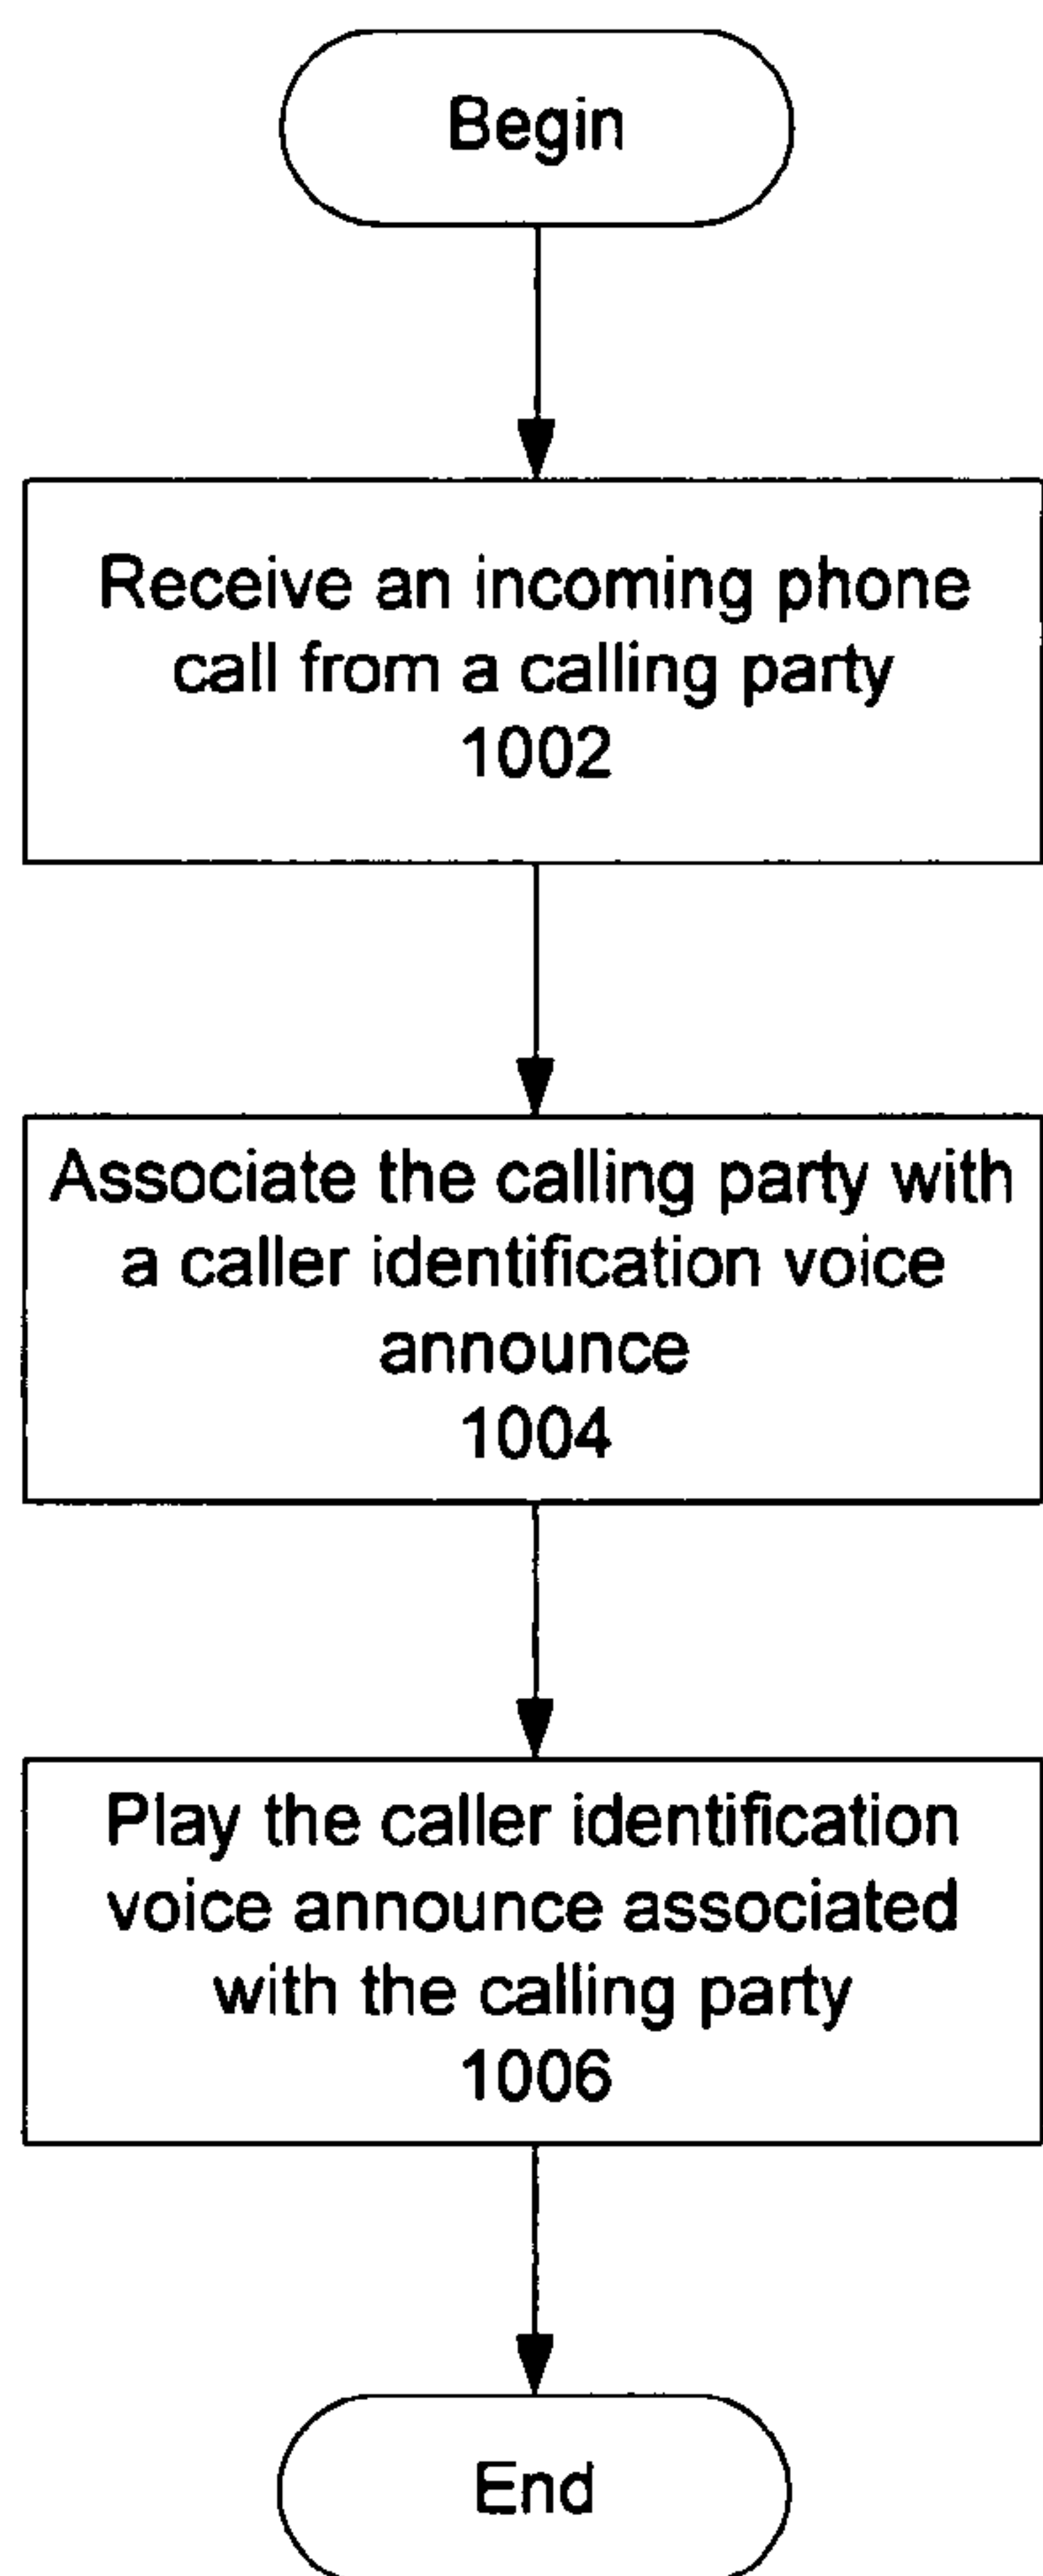 Begin
Receive an incoming phone
call from a calling party
1002
Associate the calling party with
a caller identification voice
announce
1004
Play the caller identification
voice announce associated
with the calling party
1006
End